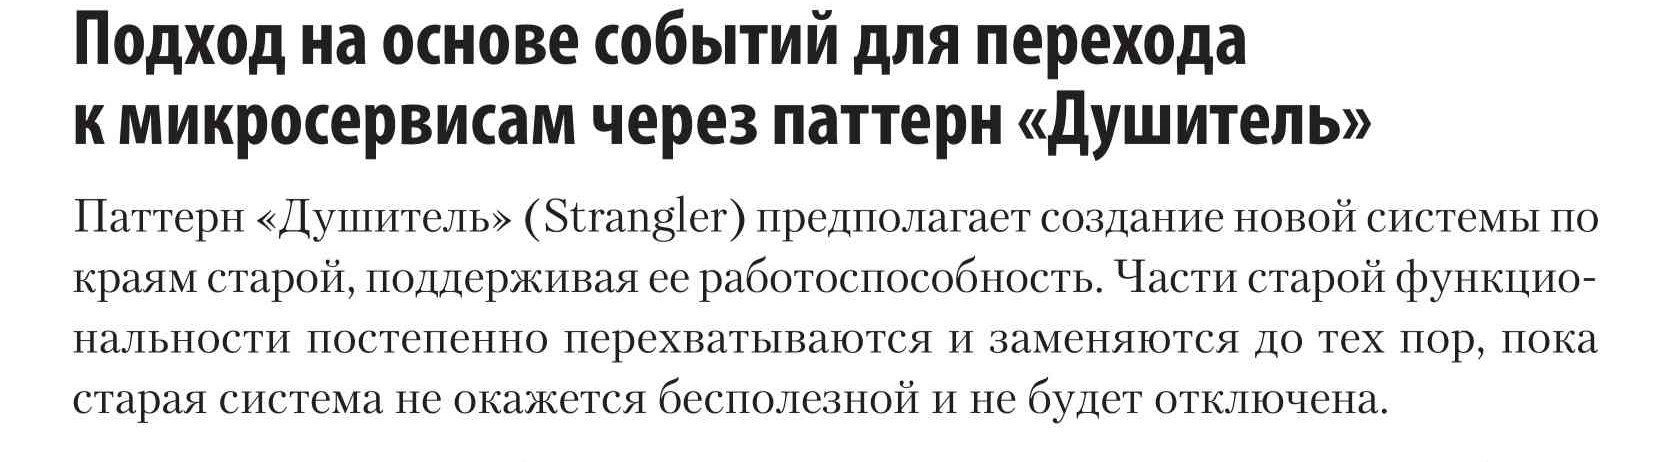 Подход на основе событий для перехода
к микросервисам через паттерн «Душитель»
Паттерн «Душитель» (Strangler) предполагает создание новой системы по
краям старой, поддерживая ее работоспособность. Части старой функцио-
нальности постепенно перехватываются и заменяются до тех пор, пока
старая система не окажется бесполезной и не будет отключена.